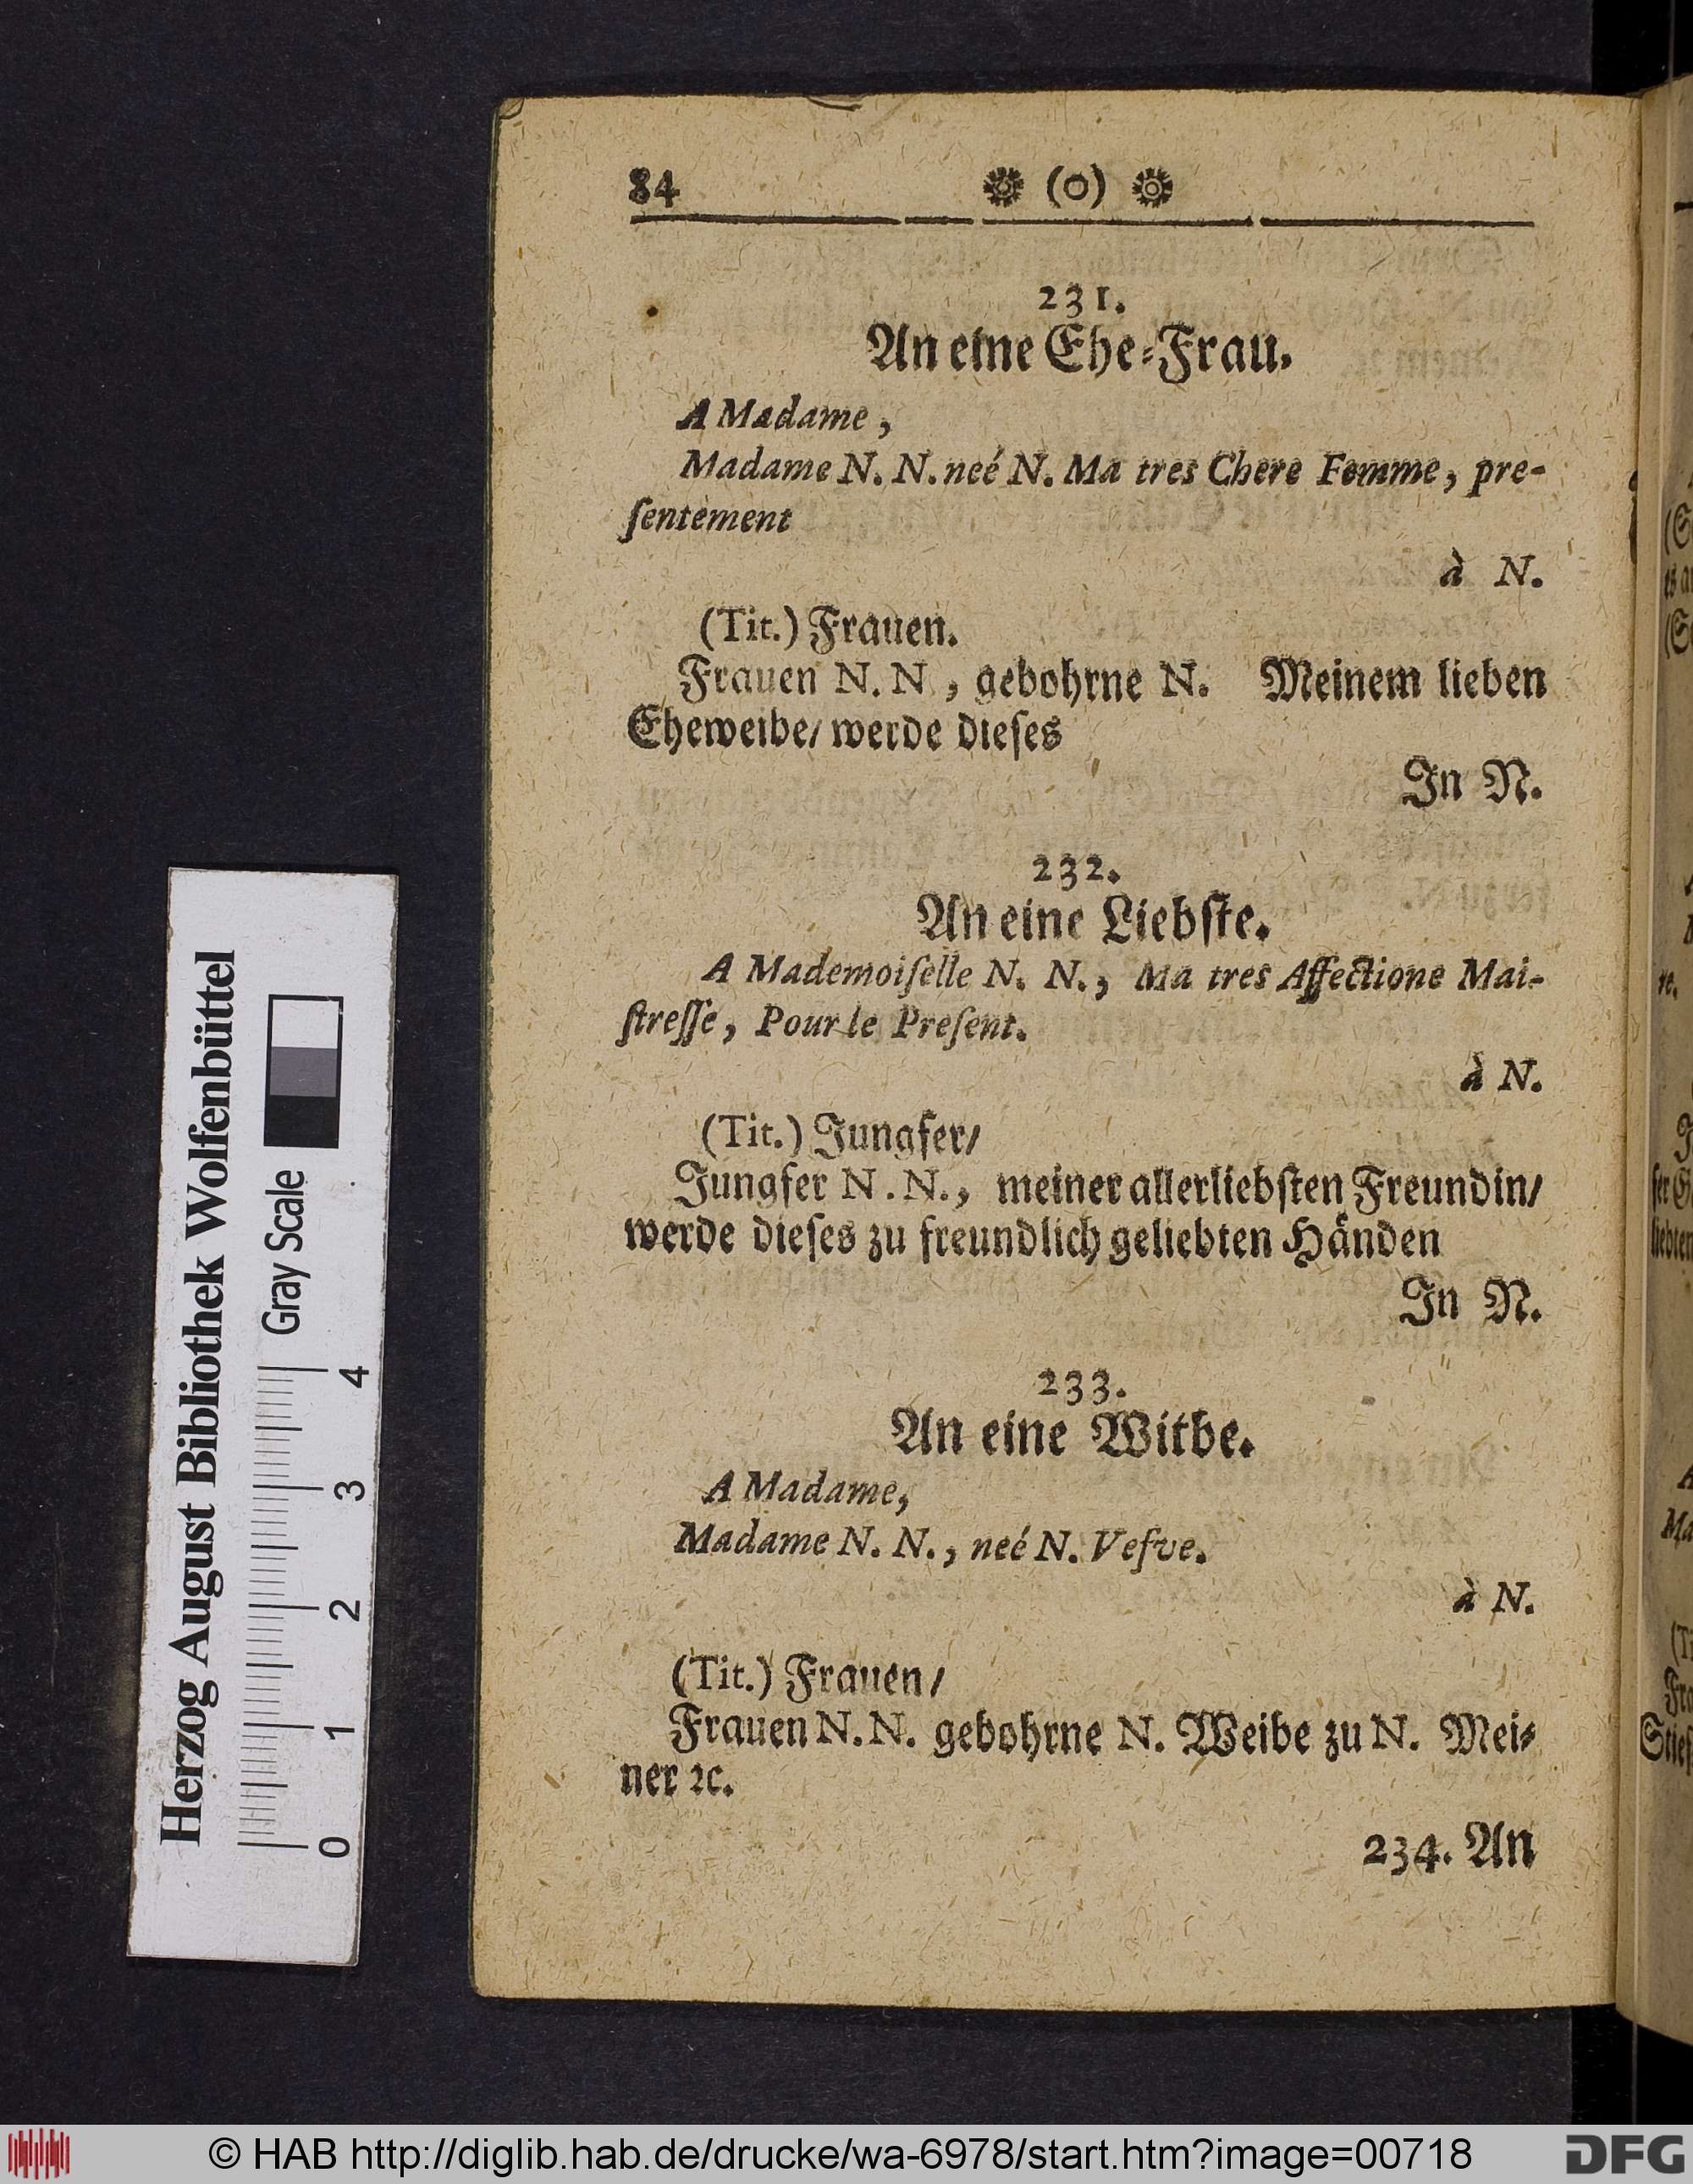 84 ❁ (o) ❁
231.
An eine Ehe⸗Frau.
A Madame,
Madame N. N. neé N. Ma tres Chere Femme, pre-
ſentement
à N.
(Tit.) Frauen.
Frauen N. N, gebohrne N. Meinem lieben
Eheweibe/ werde dieſes
In N.
232.
An eine Liebſte.
A Mademoiſelle N. N., Ma tres Affectione Mai-
ſtreſſe, Pour le Preſent.
à N.
(Tit.) Jungfer/
Jungfer N. N., meiner allerliebſten Freundin/
werde dieſes zu freundlich geliebten Händen
In N.
233.
An eine Witbe.
A Madame,
Madame N. N., neé N. Veſve.
à N.
(Tit.) Frauen/
Frauen N. N. gebohrne N. Weibe zu N. Mei⸗
ner ꝛc.
234. An
Herzog August Bibliothek Wolfenbüttel
Gray Scale
0 1 2 3 4
© HAB http://diglib.hab.de/drucke/wa-6978/start.htm?image=00718
DFG